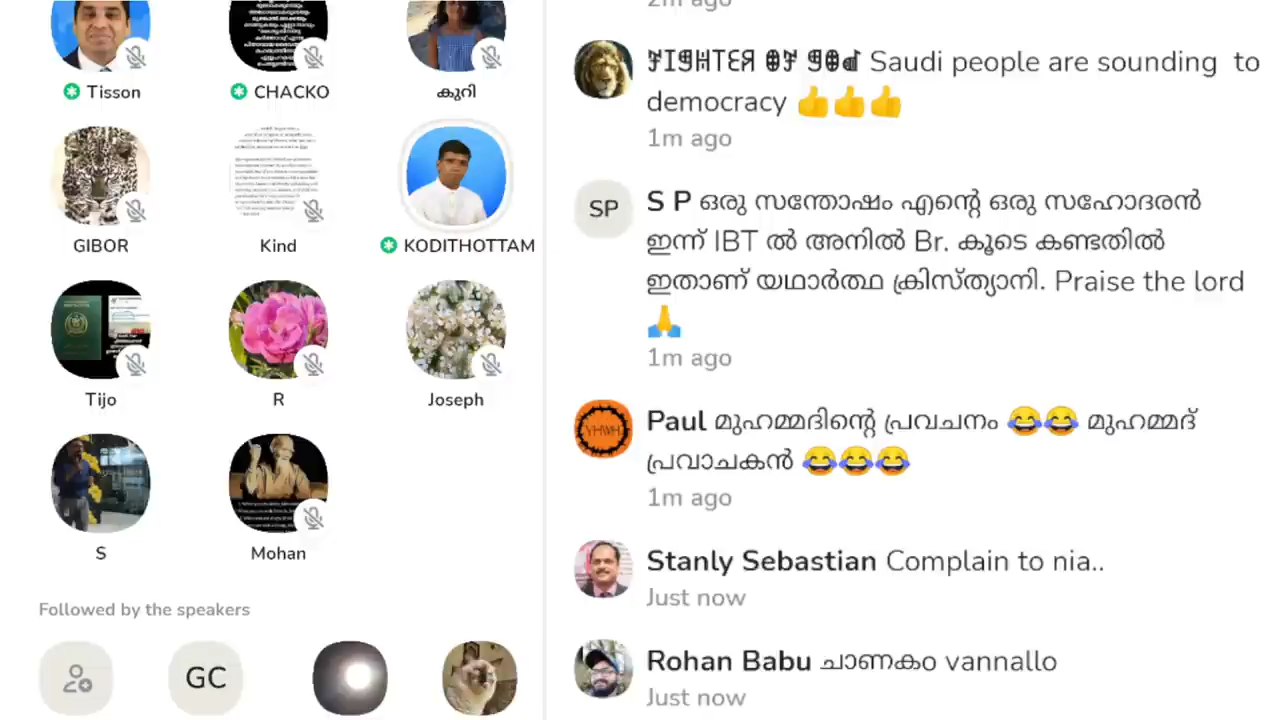 Tisson
CHACKO
കുറി
GIBOR
Kind
KODITHOTTAM
Tijo
R
Joseph
S
Mohan
Followed by the speakers
GC
2m ago
Saudi people are sounding to
democracy 👍👍👍
1m ago
SP
S P ഒരു സന്തോഷം എന്റെ ഒരു സഹോദരൻ
ഇന്ന് IBT ൽ അനിൽ Br. കൂടെ കണ്ടതിൽ
ഇതാണ് യഥാർത്ഥ ക്രിസ്ത്യാനി. Praise the lord
🙏
1m ago
YHWH
Paul മുഹമ്മദിന്റെ പ്രവചനം 😂😂 മുഹമ്മദ്
പ്രവാചകൻ 😂😂😂
1m ago
Stanly Sebastian Complain to nia..
Just now
Rohan Babu ചാണകം vannallo
Just now